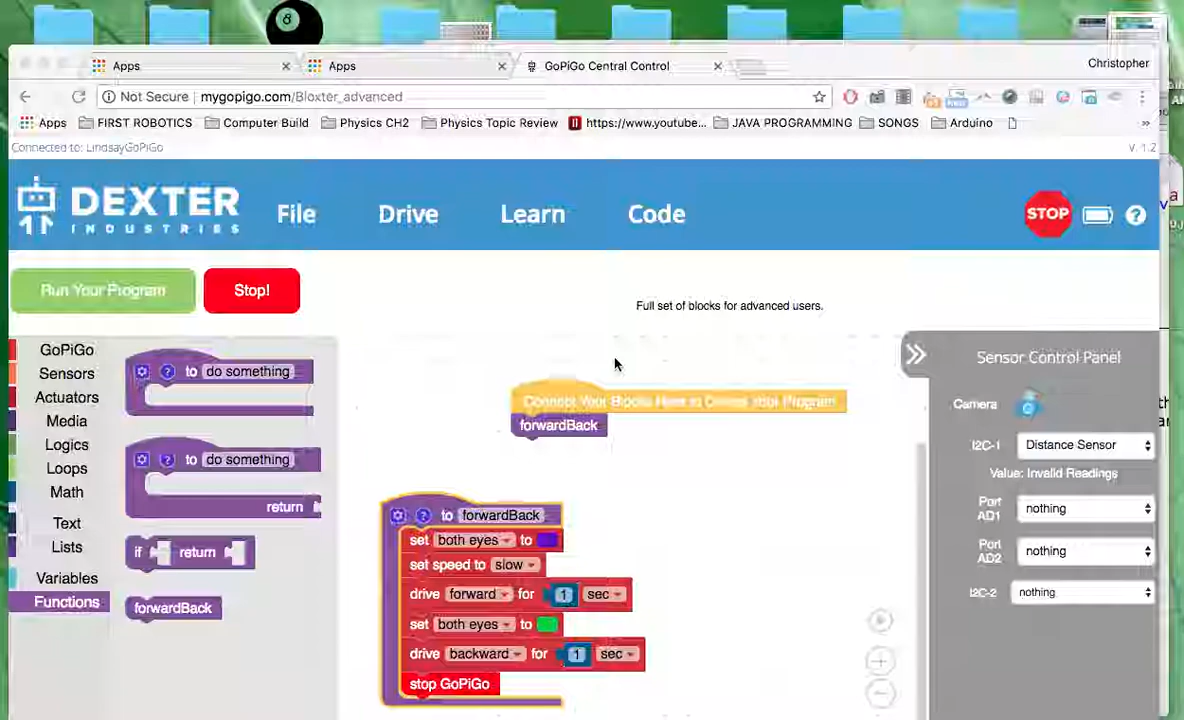 8
Apps
Apps
GoPiGo Central Control
Christopher
Not Secure
mygopigo.com/Bloxter_advanced
Apps
FIRST ROBOTICS
Computer Build
Physics CH2
Physics Topic Review
https://www.youtube...
JAVA PROGRAMMING
SONGS
Arduino
»
Connected to: LindsayGoPiGo
V. 1.2
DEXTER
INDUSTRIES
File
Drive
Learn
Code
STOP
?
Run Your Program
Stop!
Full set of blocks for advanced users.
GoPiGo
Sensors
Actuators
Media
Logics
Loops
Math
Text
Lists
Variables
Functions
? to do something
? to do something
return
if return
forwardBack
Connect Your Blocks Here to Create Your Program
forwardBack
? to forwardBack
set both eyes to
set speed to slow
drive forward for 1 sec
set both eyes to
drive backward for 1 sec
stop GoPiGo
Sensor Control Panel
Camera
I2C-1 Distance Sensor
Value: Invalid Readings
Port AD1 nothing
Port AD2 nothing
I2C-2 nothing